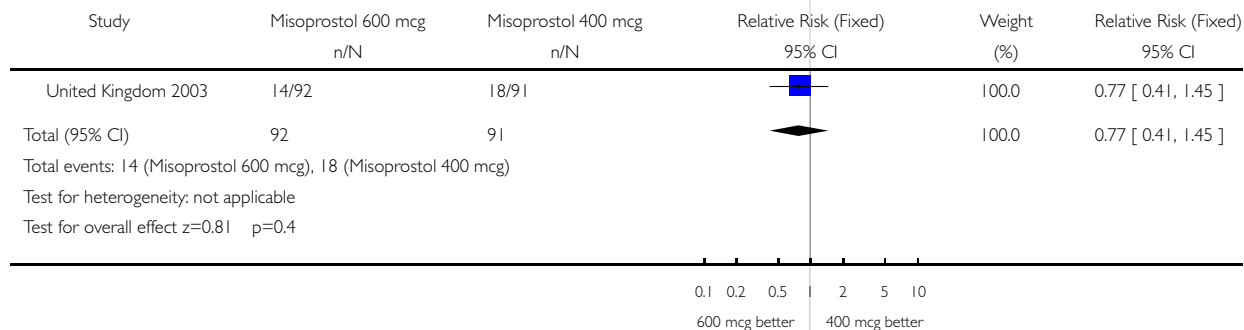 Study Misoprostol 600 mcg Misoprostol 400 mcg Relative Risk (Fixed) Weight Relative Risk (Fixed)
n/N n/N 95% CI (%) 95% CI
United Kingdom 2003 14/92 18/91 100.0 0.77 [ 0.41, 1.45 ]
Total (95% CI) 92 91 100.0 0.77 [ 0.41, 1.45 ]
Total events: 14 (Misoprostol 600 mcg), 18 (Misoprostol 400 mcg)
Test for heterogeneity: not applicable
Test for overall effect z=0.81 p=0.4
0.1 0.2 0.5 1 2 5 10
600 mcg better 400 mcg better